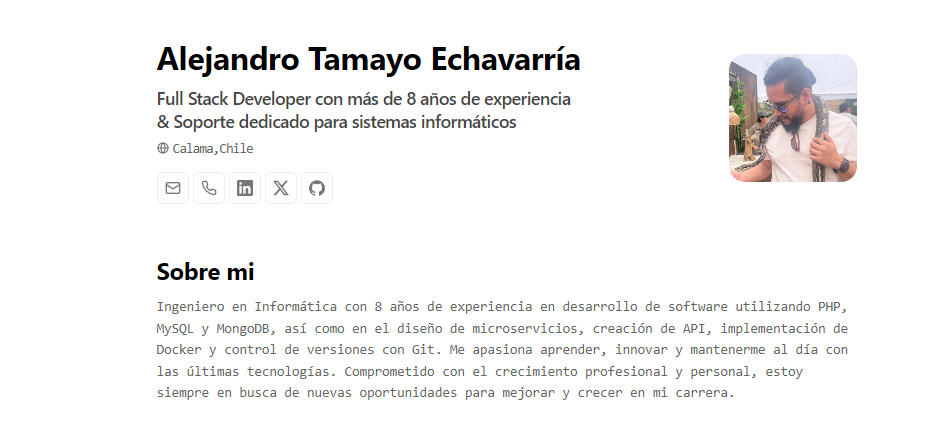 Alejandro Tamayo Echavarría
Full Stack Developer con más de 8 años de experiencia
& Soporte dedicado para sistemas informáticos
Calama,Chile
Sobre mi
Ingeniero en Informática con 8 años de experiencia en desarrollo de software utilizando PHP,
MySQL y MongoDB, así como en el diseño de microservicios, creación de API, implementación de
Docker y control de versiones con Git. Me apasiona aprender, innovar y mantenerme al día con
las últimas tecnologías. Comprometido con el crecimiento profesional y personal, estoy
siempre en busca de nuevas oportunidades para mejorar y crecer en mi carrera.